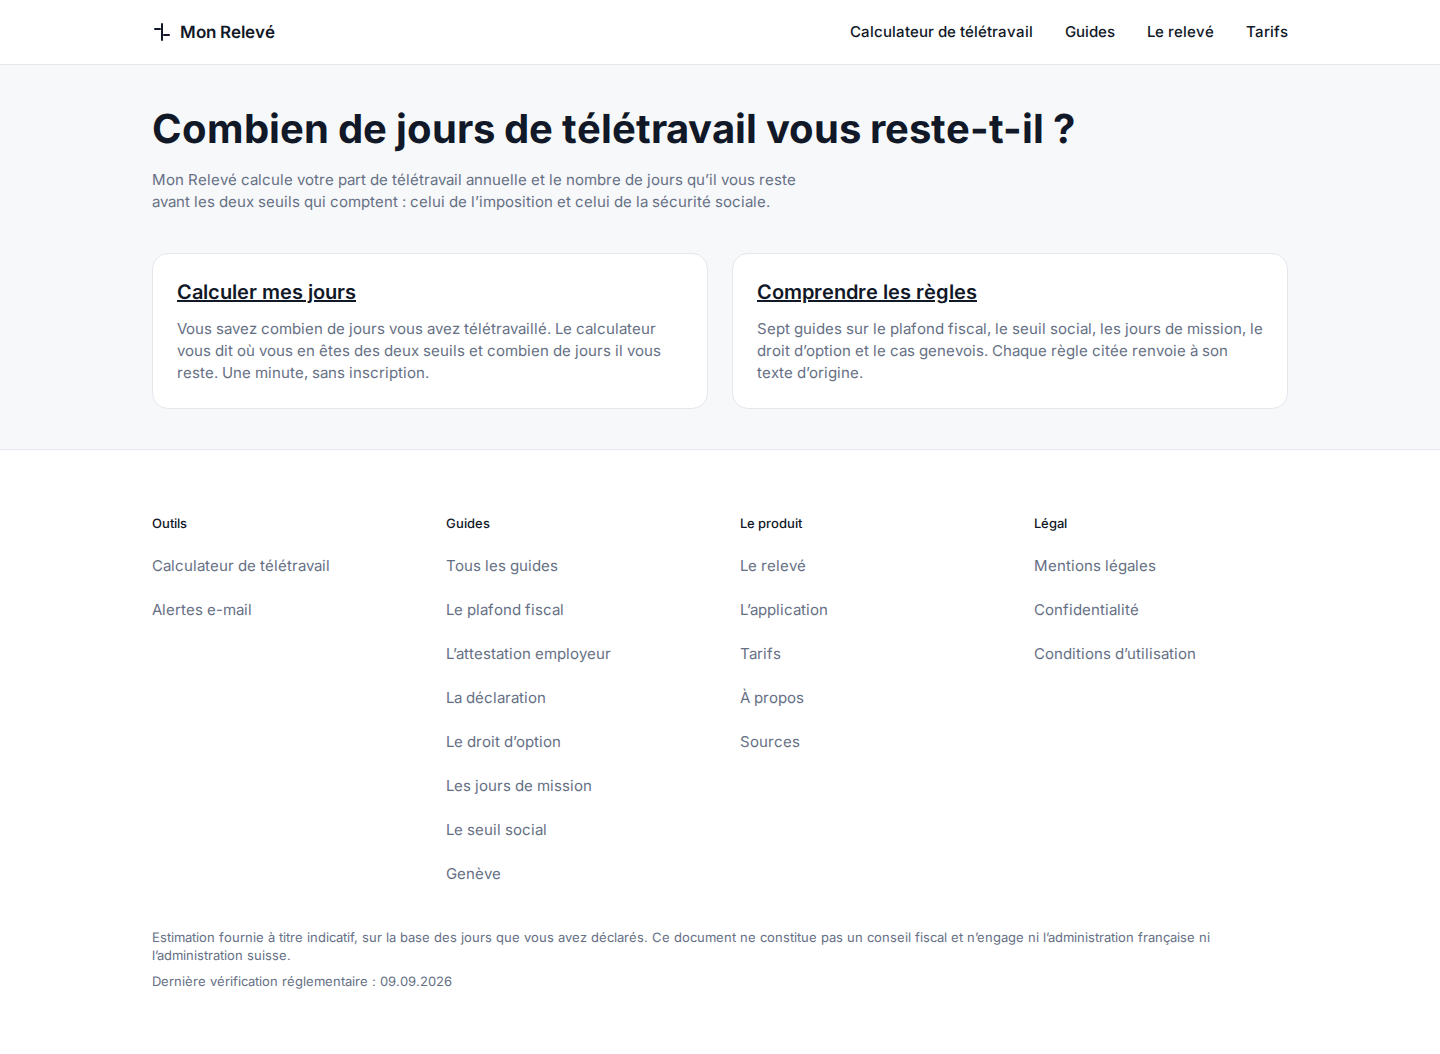 Mon Relevé
Calculateur de télétravail
Guides
Le relevé
Tarifs
Combien de jours de télétravail vous reste-t-il ?
Mon Relevé calcule votre part de télétravail annuelle et le nombre de jours qu’il vous reste
avant les deux seuils qui comptent : celui de l’imposition et celui de la sécurité sociale.
Calculer mes jours
Vous savez combien de jours vous avez télétravaillé. Le calculateur
vous dit où vous en êtes des deux seuils et combien de jours il vous
reste. Une minute, sans inscription.
Comprendre les règles
Sept guides sur le plafond fiscal, le seuil social, les jours de mission, le
droit d’option et le cas genevois. Chaque règle citée renvoie à son
texte d’origine.
Outils
Calculateur de télétravail
Alertes e-mail
Guides
Tous les guides
Le plafond fiscal
L’attestation employeur
La déclaration
Le droit d’option
Les jours de mission
Le seuil social
Genève
Le produit
Le relevé
L’application
Tarifs
À propos
Sources
Légal
Mentions légales
Confidentialité
Conditions d’utilisation
Estimation fournie à titre indicatif, sur la base des jours que vous avez déclarés. Ce document ne constitue pas un conseil fiscal et n’engage ni l’administration française ni
l’administration suisse.
Dernière vérification réglementaire : 09.09.2026